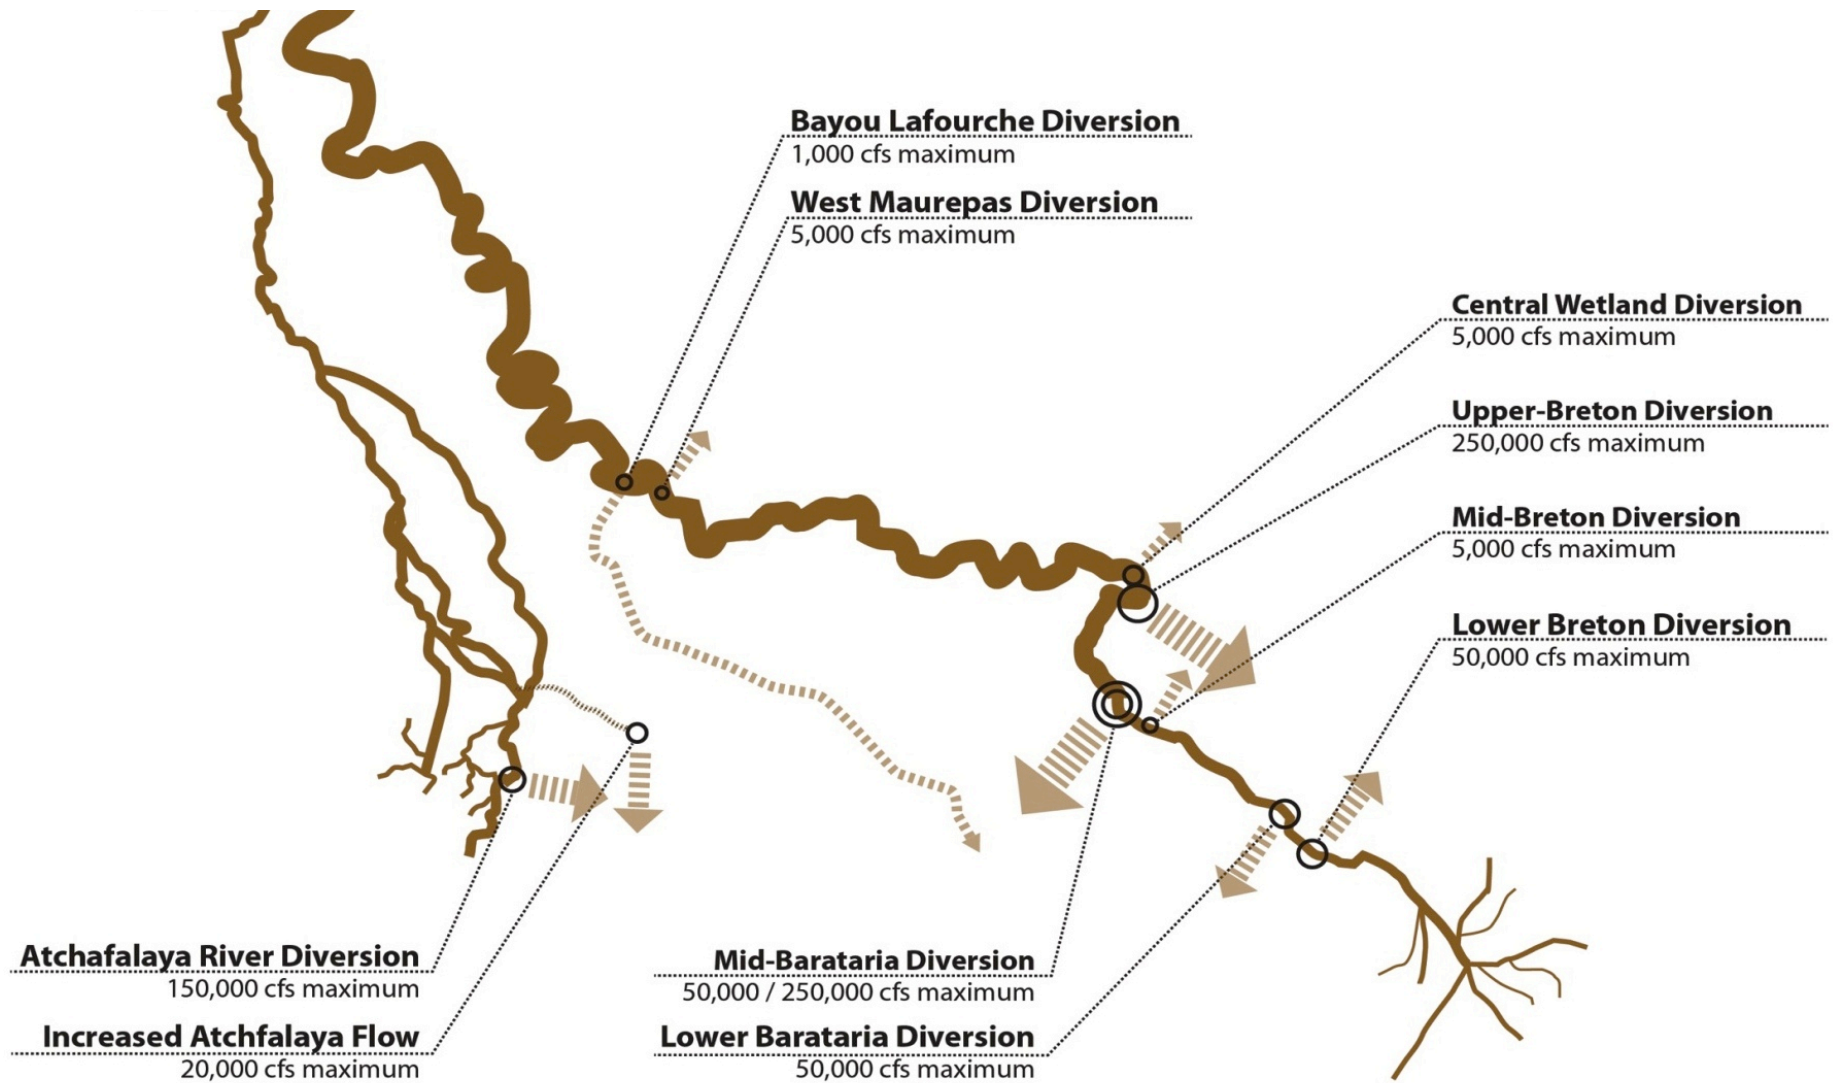 Bayou Lafourche Diversion
1,000 cfs maximum
West Maurepas Diversion
5,000 cfs maximum
Central Wetland Diversion
5,000 cfs maximum
Upper-Breton Diversion
250,000 cfs maximum
Mid-Breton Diversion
5,000 cfs maximum
Lower Breton Diversion
50,000 cfs maximum
Atchafalaya River Diversion
150,000 cfs maximum
Increased Atchfalaya Flow
20,000 cfs maximum
Mid-Barataria Diversion
50,000 / 250,000 cfs maximum
Lower Barataria Diversion
50,000 cfs maximum